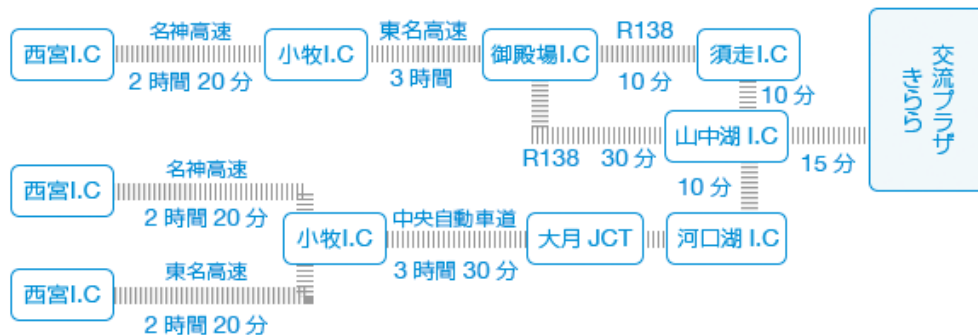 西宮I.C
名神高速
2時間20分
小牧I.C
東名高速
3時間
御殿場I.C
R138
10分
須走I.C
10分
R138 30分
山中湖I.C
15分
交流プラザ
きらら
西宮I.C
名神高速
2時間20分
西宮I.C
東名高速
2時間20分
小牧I.C
中央自動車道
3時間30分
大月JCT
河口湖I.C
10分